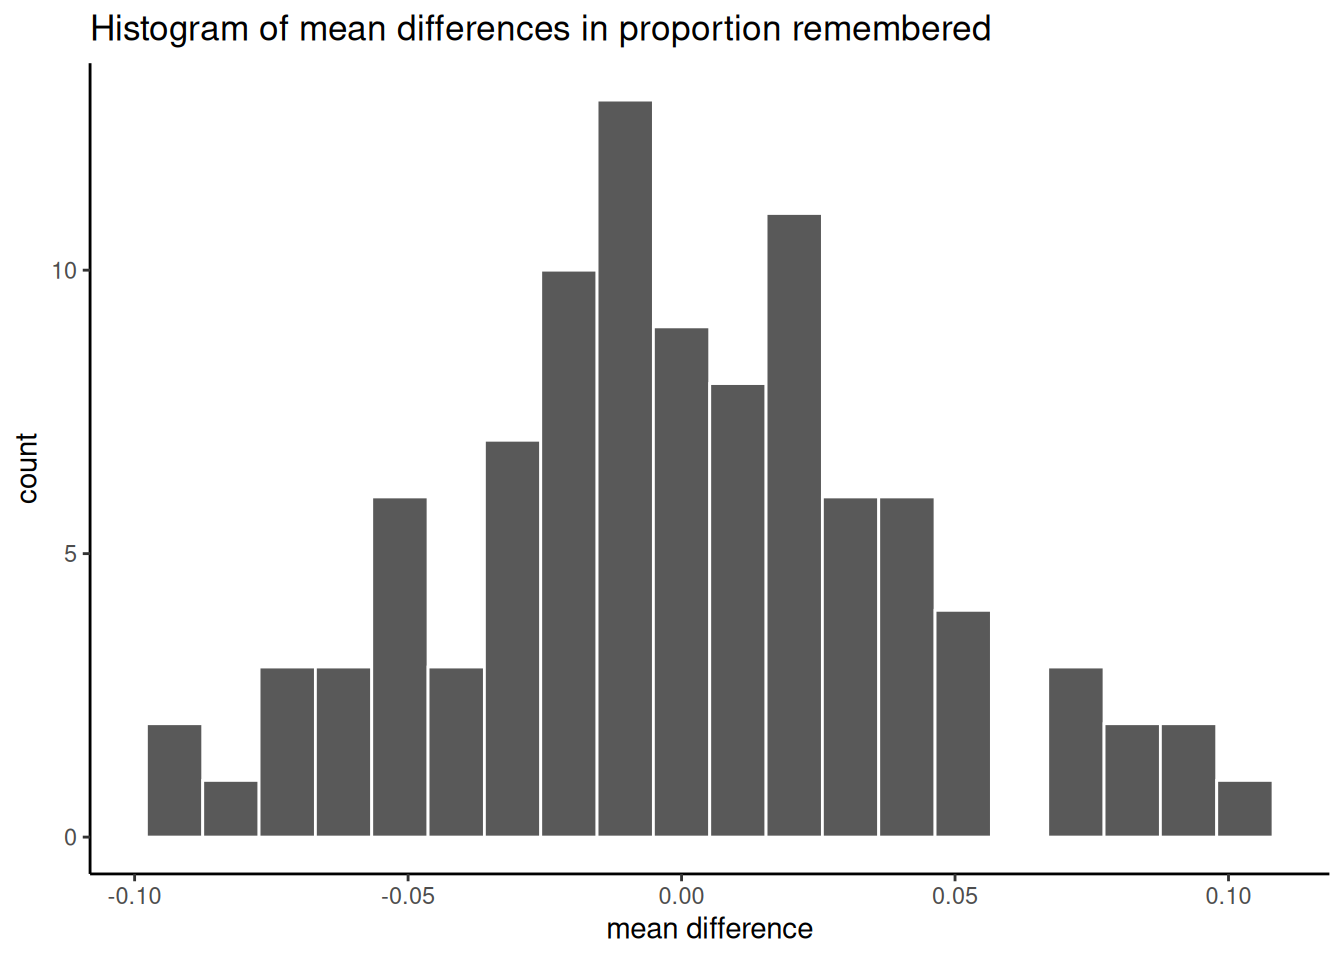 Histogram of mean differences in proportion remembered
10
5
0
count
-0.10 -0.05 0.00 0.05 0.10
mean difference